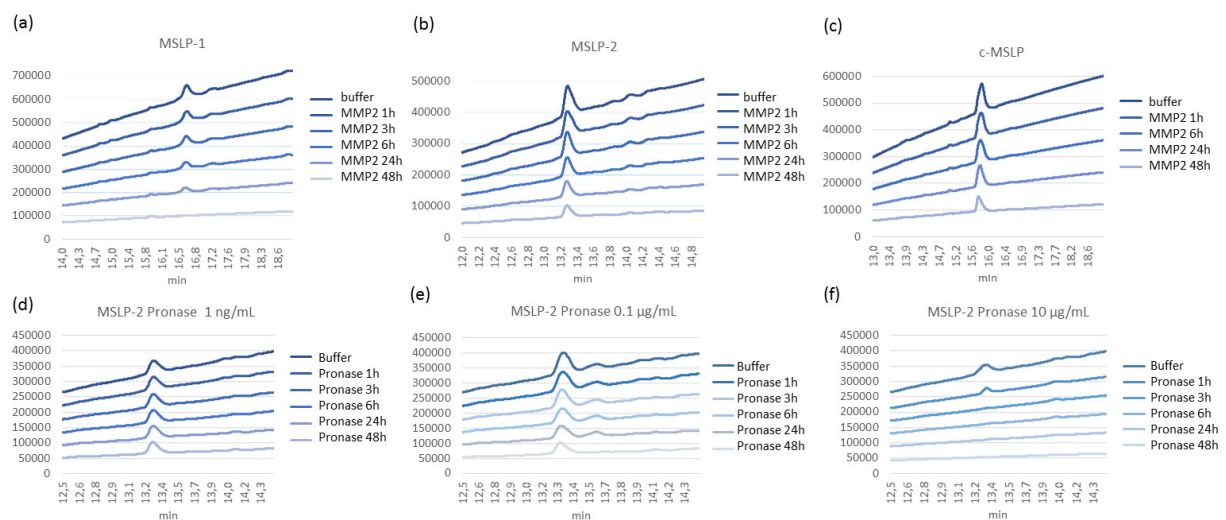 (a)
MSLP-1
700000
600000
500000
400000
300000
200000
100000
0
14,0 14,3 14,7 15,0 15,4 15,8 16,1 16,5 16,8 17,2 17,6 17,9 18,3 18,6
min
buffer
MMP2 1h
MMP2 3h
MMP2 6h
MMP2 24h
MMP2 48h
(b)
MSLP-2
500000
400000
300000
200000
100000
0
12,0 12,2 12,4 12,6 12,8 13,0 13,2 13,4 13,6 13,8 14,0 14,2 14,4 14,6 14,8
min
buffer
MMP2 1h
MMP2 3h
MMP2 6h
MMP2 24h
MMP2 48h
(c)
c-MSLP
600000
500000
400000
300000
200000
100000
0
13,0 13,4 13,9 14,3 14,7 15,2 15,6 16,0 16,5 16,9 17,3 17,7 18,2 18,6
min
buffer
MMP2 1h
MMP2 6h
MMP2 24h
MMP2 48h
(d)
MSLP-2 Pronase 1 ng/mL
450000
400000
350000
300000
250000
200000
150000
100000
50000
0
12,5 12,6 12,8 12,9 13,1 13,2 13,4 13,5 13,7 13,8 14,0 14,1 14,3
min
Buffer
Pronase 1h
Pronase 3h
Pronase 6h
Pronase 24h
Pronase 48h
(e)
MSLP-2 Pronase 0.1 µg/mL
450000
400000
350000
300000
250000
200000
150000
100000
50000
0
12,5 12,6 12,8 12,9 13,1 13,2 13,4 13,5 13,7 13,8 14,0 14,1 14,3
min
Buffer
Pronase 1h
Pronase 3h
Pronase 6h
Pronase 24h
Pronase 48h
(f)
MSLP-2 Pronase 10 µg/mL
450000
400000
350000
300000
250000
200000
150000
100000
50000
0
12,5 12,6 12,8 12,9 13,1 13,2 13,4 13,5 13,7 13,8 14,0 14,1 14,3
min
Buffer
Pronase 1h
Pronase 3h
Pronase 6h
Pronase 24h
Pronase 48h